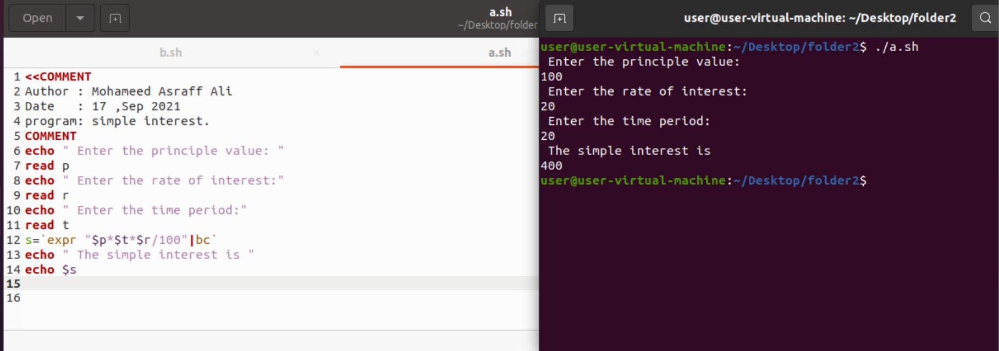 Open
a.sh
~/Desktop/folder
b.sh
a.sh
1 <<COMMENT
2 Author : Mohameed Asraff Ali
3 Date   : 17 ,Sep 2021
4 program: simple interest.
5 COMMENT
6 echo " Enter the principle value: "
7 read p
8 echo " Enter the rate of interest:"
9 read r
10 echo " Enter the time period:"
11 read t
12 s=`expr "$p*$t*$r/100"|bc`
13 echo " The simple interest is "
14 echo $s
15
16
user@user-virtual-machine: ~/Desktop/folder2
user@user-virtual-machine:~/Desktop/folder2$ ./a.sh
 Enter the principle value:
100
 Enter the rate of interest:
20
 Enter the time period:
20
 The simple interest is
400
user@user-virtual-machine:~/Desktop/folder2$